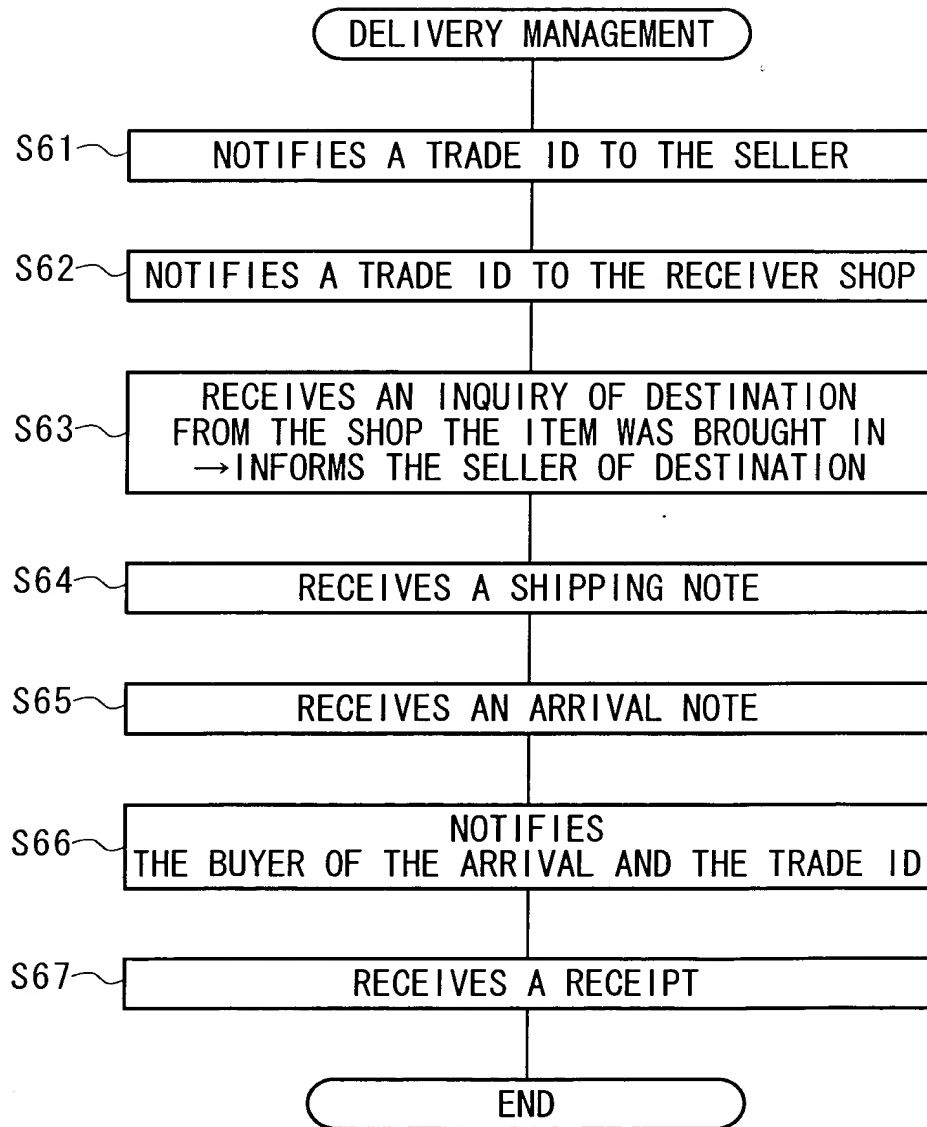 DELIVERY MANAGEMENT
S61
NOTIFIES A TRADE ID TO THE SELLER
S62
NOTIFIES A TRADE ID TO THE RECEIVER SHOP
RECEIVES AN INQUIRY OF DESTINATION
S63
FROM THE SHOP THE ITEM WAS BROUGHT IN
→INFORMS THE SELLER OF DESTINATION
S64
RECEIVES A SHIPPING NOTE
S65
RECEIVES AN ARRIVAL NOTE
S66
NOTIFIES
THE BUYER OF THE ARRIVAL AND THE TRADE ID
S67
RECEIVES A RECEIPT
END